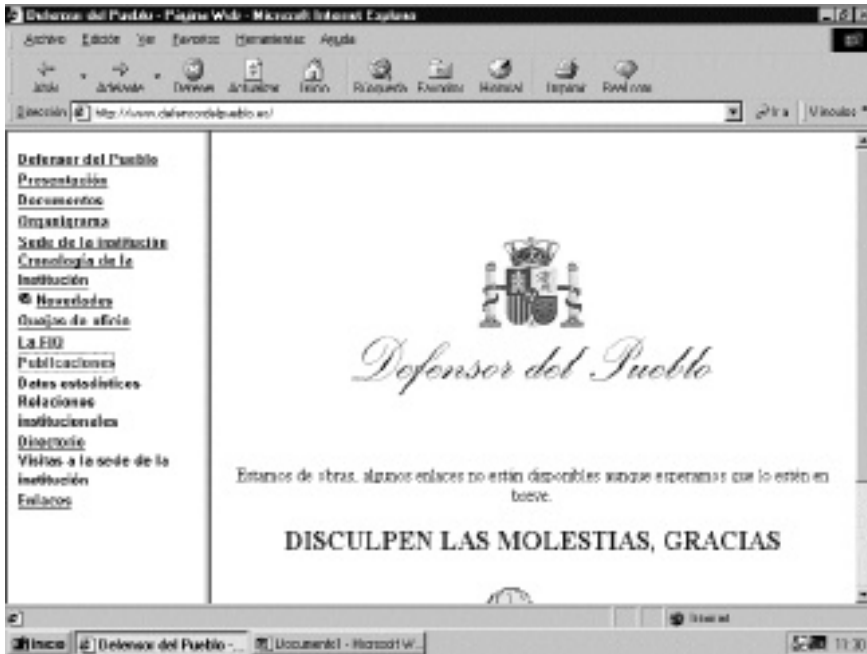 Defensor del Pueblo - Página Web - Microsoft Internet Explorer
Archivo Edición Ver Favoritos Herramientas Ayuda
Atrás Adelante Detener Actualizar Inicio Búsqueda Favoritos Historial Imprimir Real.com
Dirección http://www.defensordelpueblo.es/ Ir a Vínculos
Defensor del Pueblo
Presentación
Documentos
Organigrama
Sede de la institución
Cronología de la
Institución
Novedades
Quejas de oficio
La FIO
Publicaciones
Datos estadísticos
Relaciones
institucionales
Directorio
Visitas a la sede de la
institución
Enlaces
Defensor del Pueblo
Estamos de obras, algunos enlaces no están disponibles aunque esperamos que lo estén en
breve.
DISCULPEN LAS MOLESTIAS, GRACIAS
Internet
Inicio Defensor del Pueblo -... Documento1 - Microsoft W... 11:30